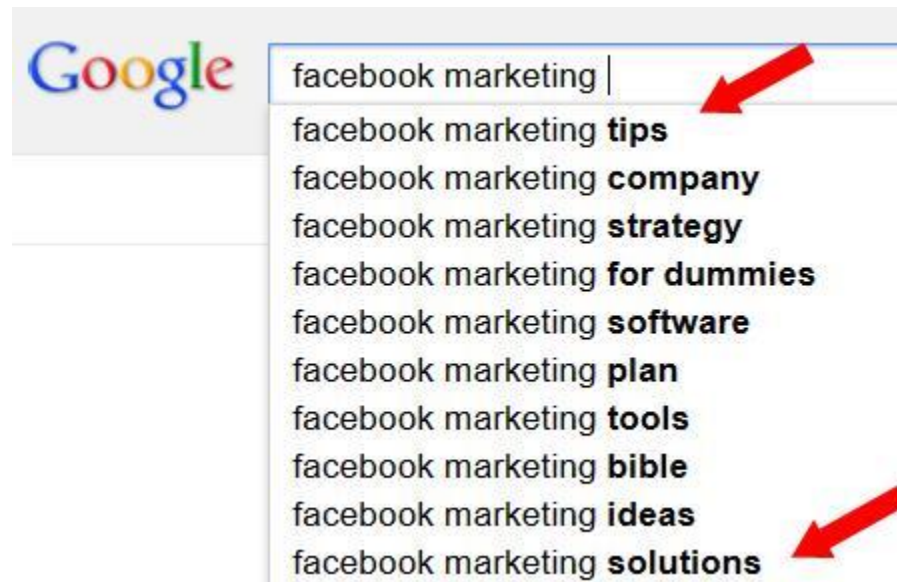 Google
facebook marketing
facebook marketing tips
facebook marketing company
facebook marketing strategy
facebook marketing for dummies
facebook marketing software
facebook marketing plan
facebook marketing tools
facebook marketing bible
facebook marketing ideas
facebook marketing solutions